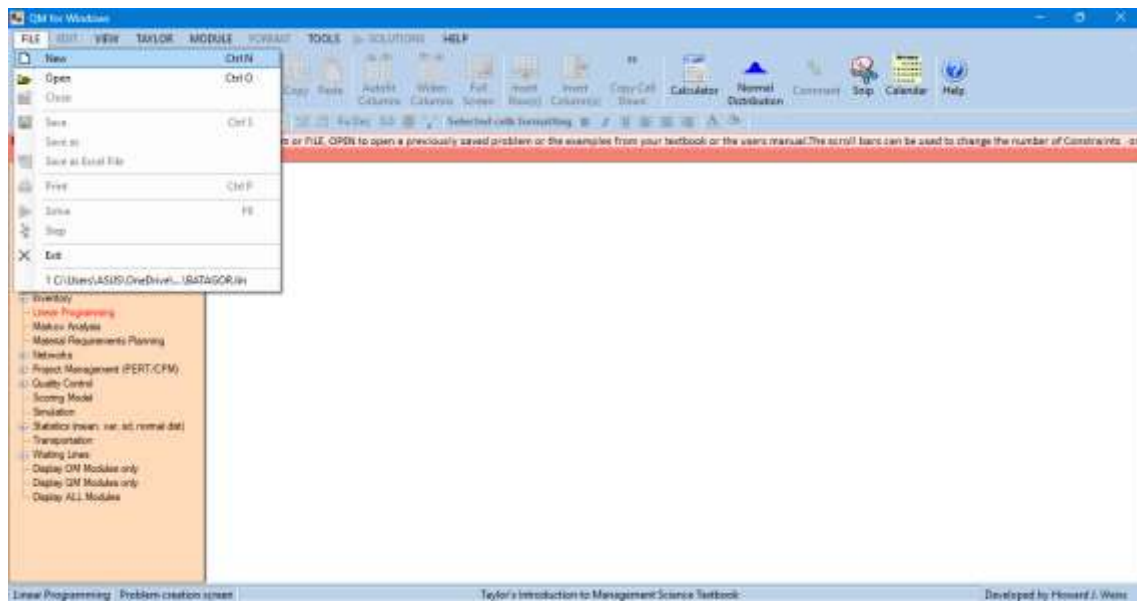 QM for Windows
FILE EDIT VIEW TAYLOR MODULE FORMAT TOOLS SOLUTIONS HELP
New Ctrl N
Open Ctrl O
Close
Save Ctrl S
Save as
Save as Excel File
Print Ctrl P
Solve F9
Step
Exit
1 C:\Users\ASUS\OneDrive\...\BATAGOR.lin
Copy Paste Autofit Columns Widen Columns Full Screen Insert Row(s) Insert Column(s) Copy Cell Down Calculator Normal Distribution Comment Snip Calendar Help
Selected cells formatting B I U
or FILE, OPEN to open a previously saved problem or the examples from your textbook or the users manual.The scroll bars can be used to change the number of Constraints
Inventory
Linear Programming
Markov Analysis
Material Requirements Planning
Networks
Project Management (PERT/CPM)
Quality Control
Scoring Model
Simulation
Statistics (mean, var, sd, normal dist)
Transportation
Waiting Lines
Display OM Modules only
Display QM Modules only
Display ALL Modules
Linear Programming Problem creation screen Taylor's Introduction to Management Science Textbook Developed by Howard J. Weiss